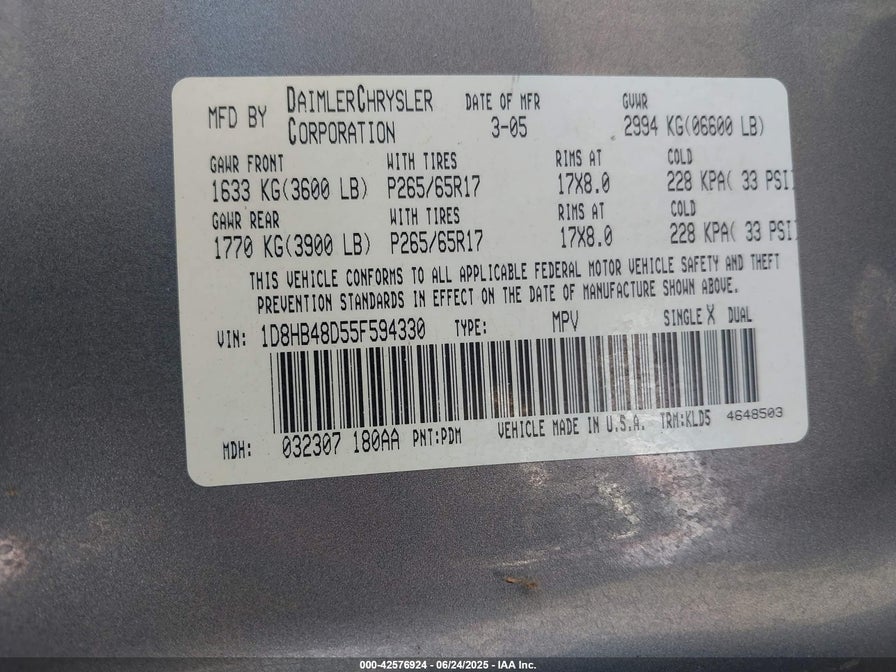 MFD BY DAIMLERCHRYSLER CORPORATION DATE OF MFR 3-05 GVWR 2994 KG(06600 LB)
GAWR FRONT WITH TIRES RIMS AT COLD
1633 KG(3600 LB) P265/65R17 17X8.0 228 KPA( 33 PSI)
GAWR REAR WITH TIRES RIMS AT COLD
1770 KG(3900 LB) P265/65R17 17X8.0 228 KPA( 33 PSI)
THIS VEHICLE CONFORMS TO ALL APPLICABLE FEDERAL MOTOR VEHICLE SAFETY AND THEFT
PREVENTION STANDARDS IN EFFECT ON THE DATE OF MANUFACTURE SHOWN ABOVE.
VIN: 1D8HB48D55F594330 TYPE: MPV SINGLE X DUAL
MDH: 032307 180AA PNT:PDM VEHICLE MADE IN U.S.A. TRM:KLD5 4648503
000-42576924 - 06/24/2025 - IAA Inc.